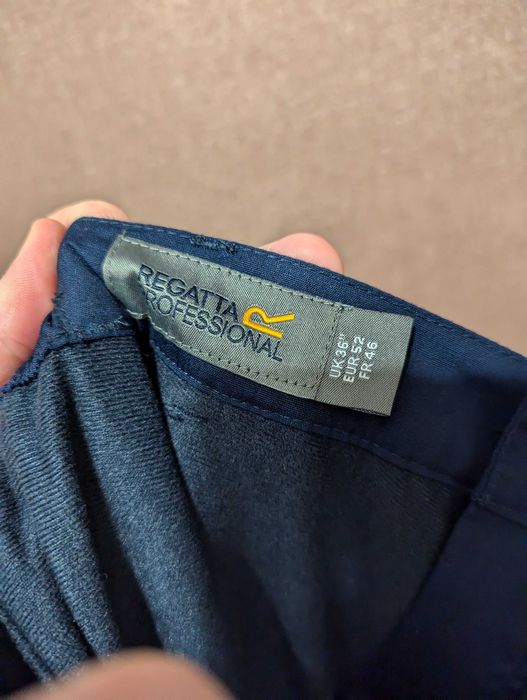 REGATTA
PROFESSIONAL
UK 36"
EUR 52
FR 46